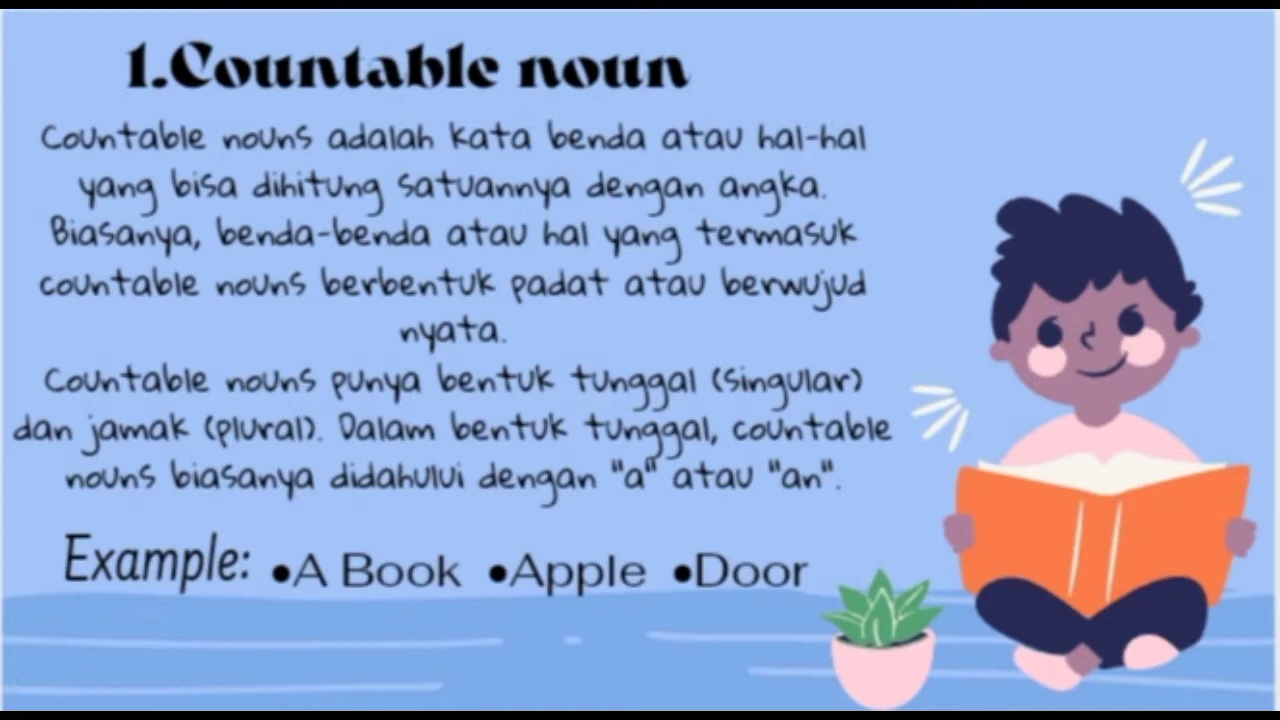 1.Countable noun
Countable nouns adalah kata benda atau hal-hal
yang bisa dihitung satuannya dengan angka.
Biasanya, benda-benda atau hal yang termasuk
countable nouns berbentuk padat atau berwujud
nyata.
Countable nouns punya bentuk tunggal (singular)
dan jamak (plural). Dalam bentuk tunggal, countable
nouns biasanya didahului dengan "a" atau "an".
Example: •A Book •Apple •Door